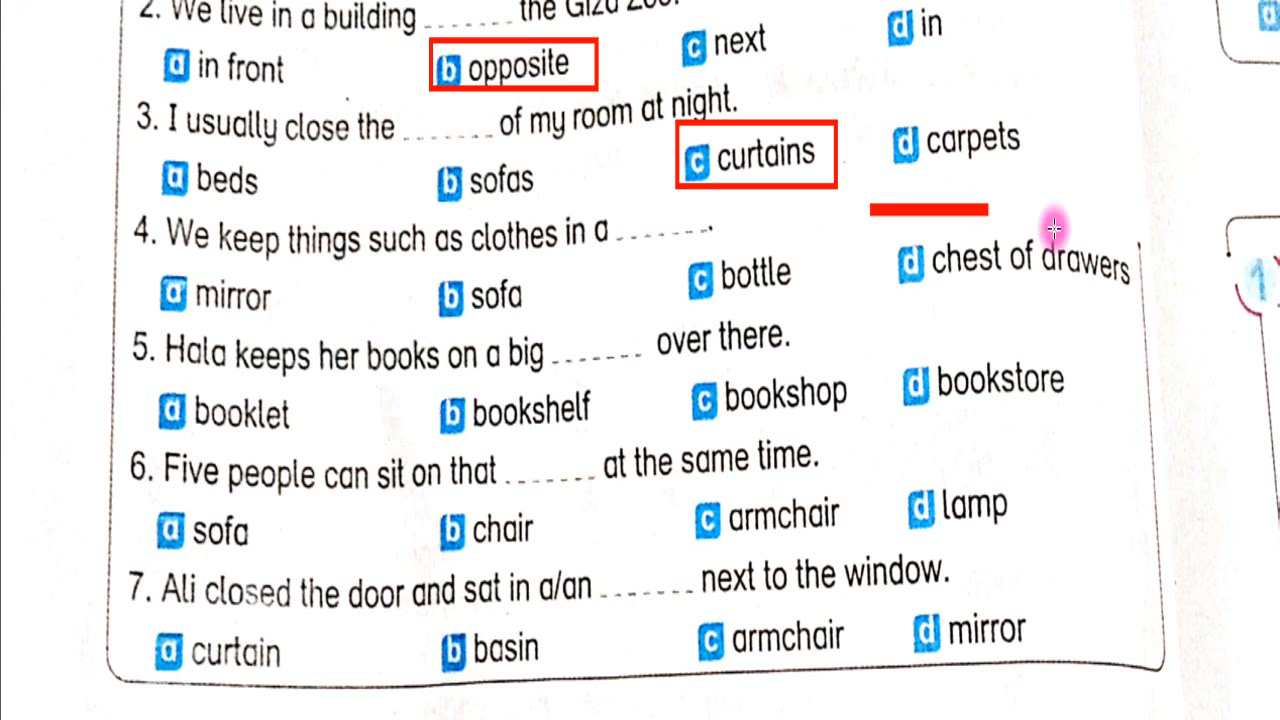 2. We live in a building ........ the Giza Zoo.
a in front b opposite c next d in
3. I usually close the ........ of my room at night.
a beds b sofas c curtains d carpets
4. We keep things such as clothes in a ........
a mirror b sofa c bottle d chest of drawers
5. Hala keeps her books on a big ........ over there.
a booklet b bookshelf c bookshop d bookstore
6. Five people can sit on that ........ at the same time.
a sofa b chair c armchair d lamp
7. Ali closed the door and sat in a/an ........ next to the window.
a curtain b basin c armchair d mirror
a
1